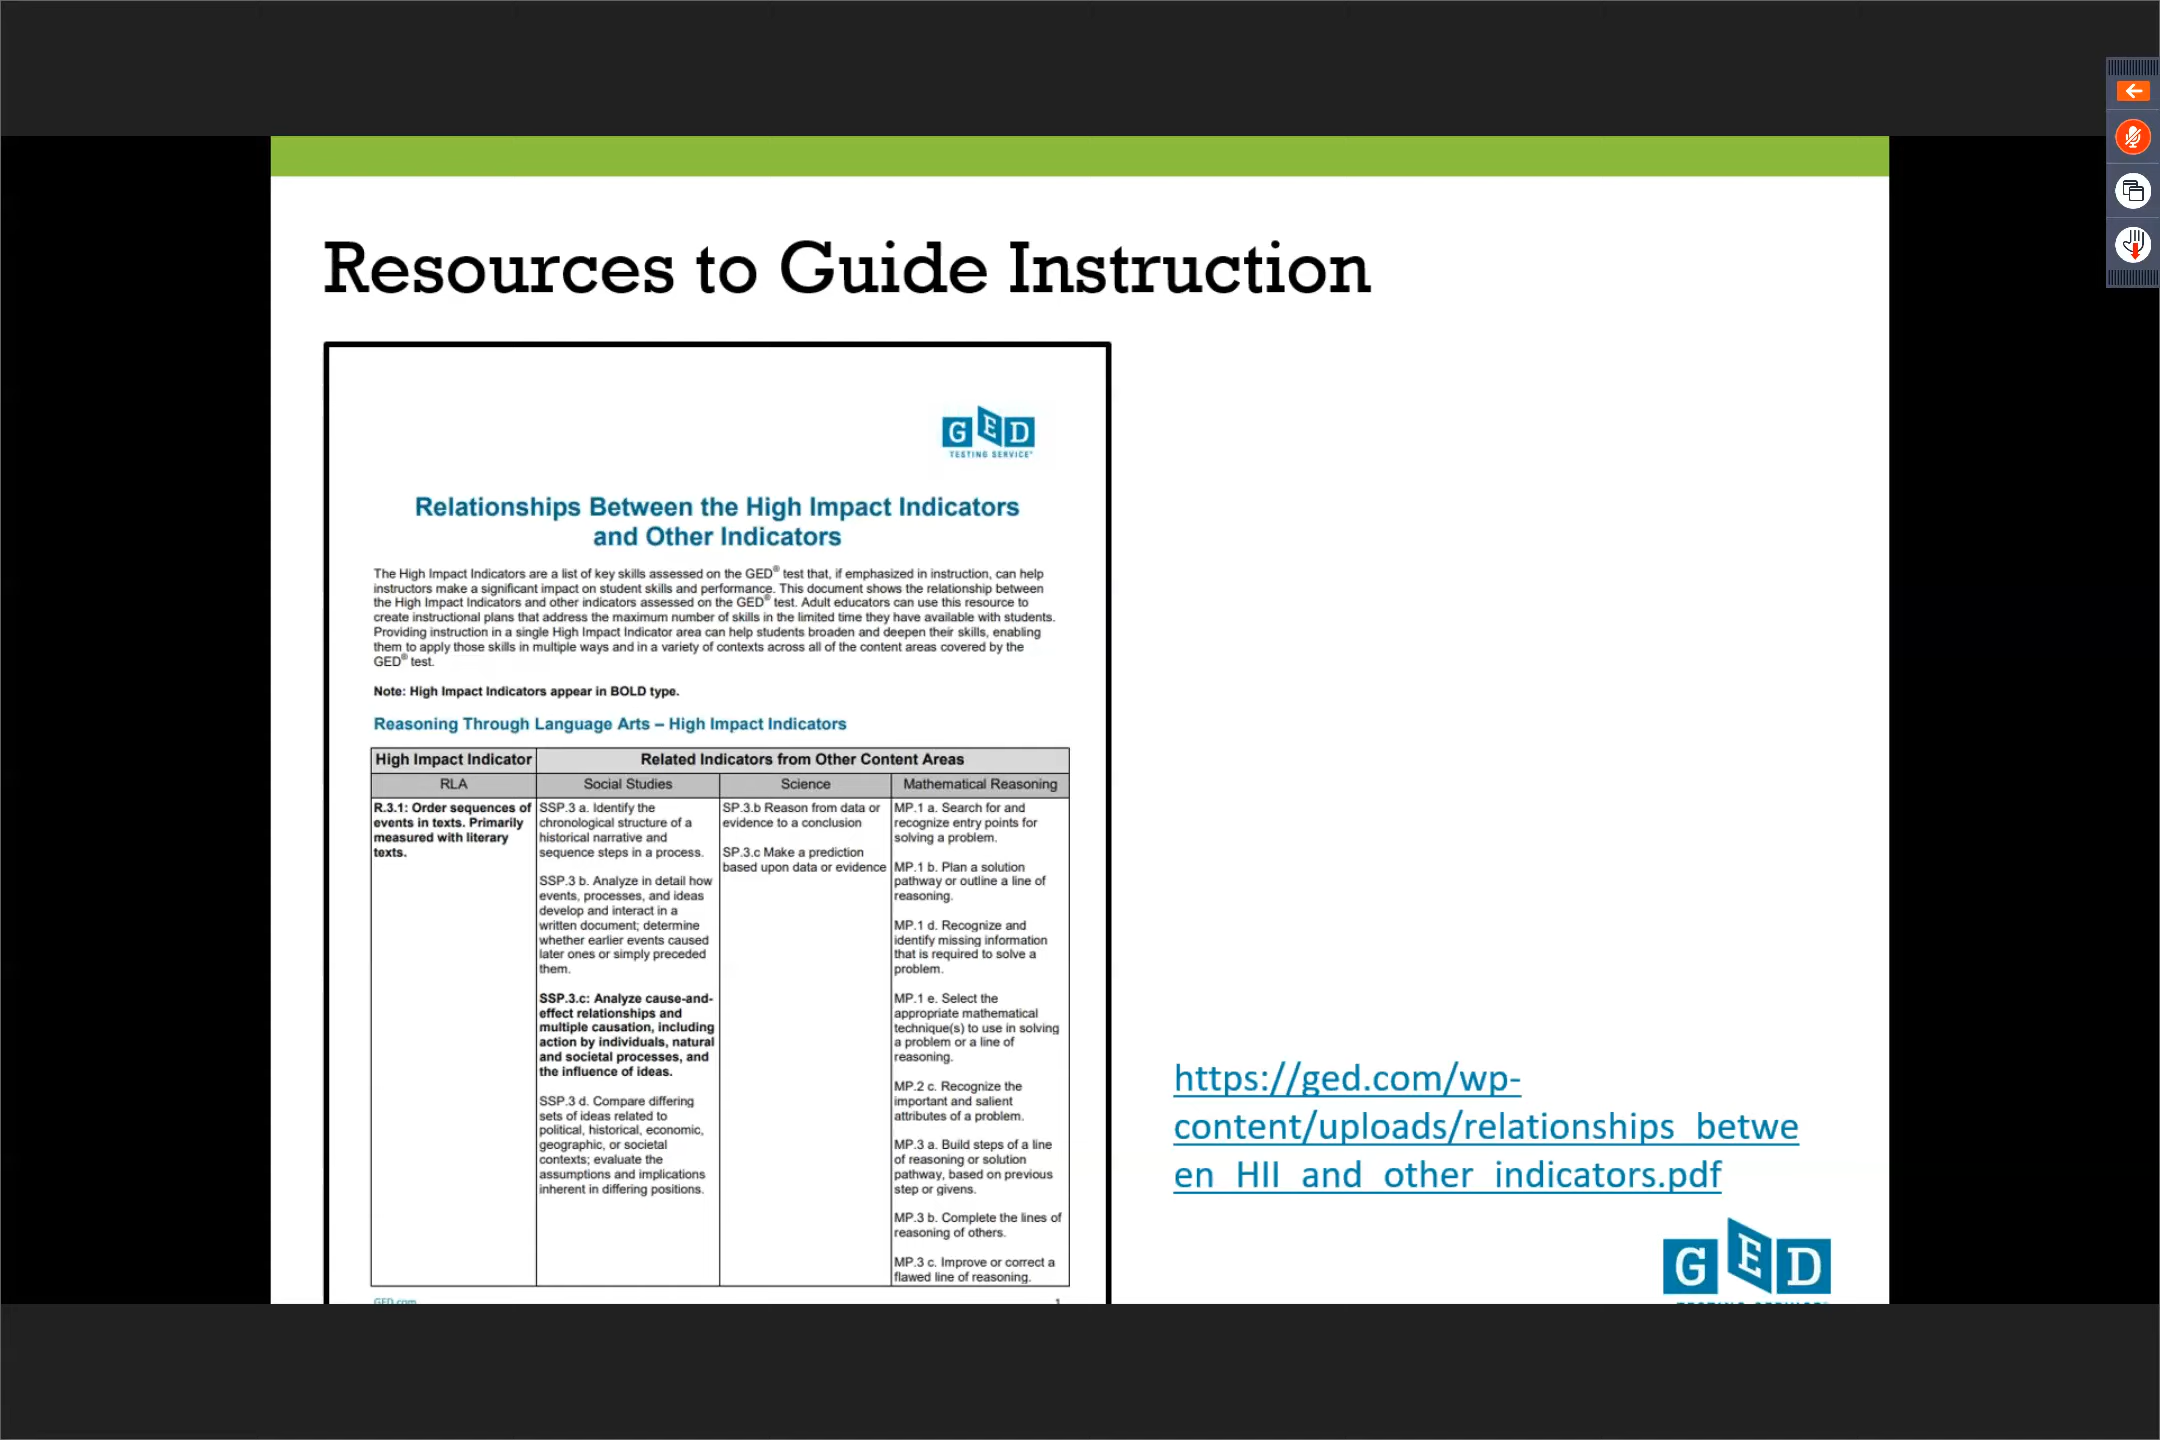 Resources to Guide Instruction
GED
TESTING SERVICE®
Relationships Between the High Impact Indicators
and Other Indicators
The High Impact Indicators are a list of key skills assessed on the GED® test that, if emphasized in instruction, can help
instructors make a significant impact on student skills and performance. This document shows the relationship between
the High Impact Indicators and other indicators assessed on the GED® test. Adult educators can use this resource to
create instructional plans that address the maximum number of skills in the limited time they have available with students.
Providing instruction in a single High Impact Indicator area can help students broaden and deepen their skills, enabling
them to apply those skills in multiple ways and in a variety of contexts across all of the content areas covered by the
GED® test.
Note: High Impact Indicators appear in BOLD type.
Reasoning Through Language Arts – High Impact Indicators
High Impact Indicator
Related Indicators from Other Content Areas
RLA
Social Studies
Science
Mathematical Reasoning
R.3.1: Order sequences of
events in texts. Primarily
measured with literary
texts.
SSP.3 a. Identify the
chronological structure of a
historical narrative and
sequence steps in a process.
SSP.3 b. Analyze in detail how
events, processes, and ideas
develop and interact in a
written document; determine
whether earlier events caused
later ones or simply preceded
them.
SSP.3.c: Analyze cause-and-
effect relationships and
multiple causation, including
action by individuals, natural
and societal processes, and
the influence of ideas.
SSP.3 d. Compare differing
sets of ideas related to
political, historical, economic,
geographic, or societal
contexts; evaluate the
assumptions and implications
inherent in differing positions.
SP.3.b Reason from data or
evidence to a conclusion
SP.3.c Make a prediction
based upon data or evidence
MP.1 a. Search for and
recognize entry points for
solving a problem.
MP.1 b. Plan a solution
pathway or outline a line of
reasoning.
MP.1 d. Recognize and
identify missing information
that is required to solve a
problem.
MP.1 e. Select the
appropriate mathematical
technique(s) to use in solving
a problem or a line of
reasoning.
MP.2 c. Recognize the
important and salient
attributes of a problem.
MP.3 a. Build steps of a line
of reasoning or solution
pathway, based on previous
step or givens.
MP.3 b. Complete the lines of
reasoning of others.
MP.3 c. Improve or correct a
flawed line of reasoning.
GED.com
1
https://ged.com/wp-
content/uploads/relationships_betwe
en_HII_and_other_indicators.pdf
GED